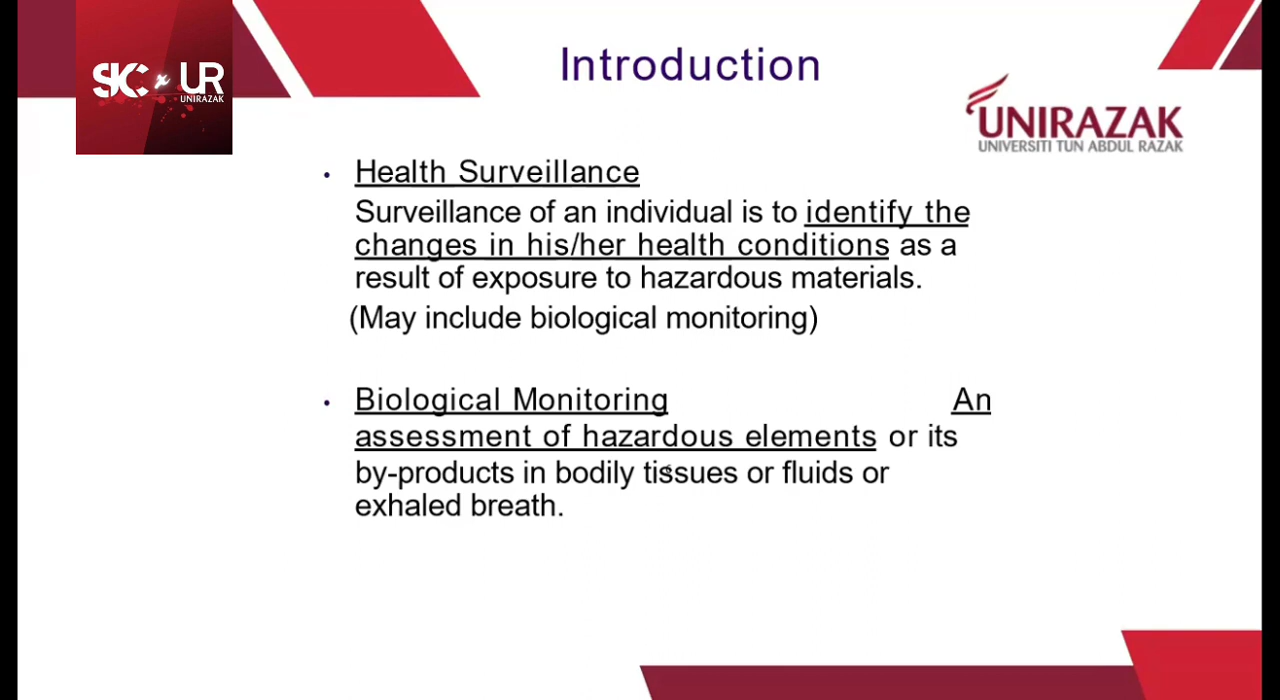 Introduction
SIC x UR
UNIRAZAK
UNIRAZAK
UNIVERSITI TUN ABDUL RAZAK
• Health Surveillance
Surveillance of an individual is to identify the
changes in his/her health conditions as a
result of exposure to hazardous materials.
(May include biological monitoring)
• Biological Monitoring An
assessment of hazardous elements or its
by-products in bodily tissues or fluids or
exhaled breath.